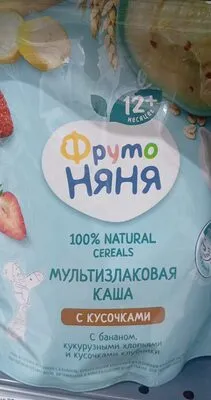 12+
месяцев
Фруто
НЯНЯ
100% NATURAL
CEREALS
МУЛЬТИЗЛАКОВАЯ
КАША
С КУСОЧКАМИ
С бананом,
кукурузными хлопьями
и кусочками клубники